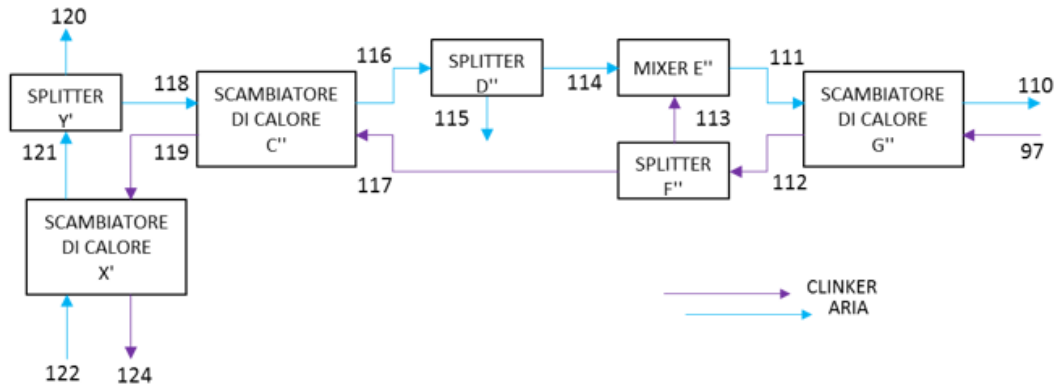 120
116
111
118
SPLITTER
D''
MIXER E''
110
SPLITTER
Y'
SCAMBIATORE
DI CALORE
C''
114
SCAMBIATORE
DI CALORE
G''
115
113
121
119
97
SPLITTER
F''
117
112
SCAMBIATORE
DI CALORE
X'
CLINKER
ARIA
122
124